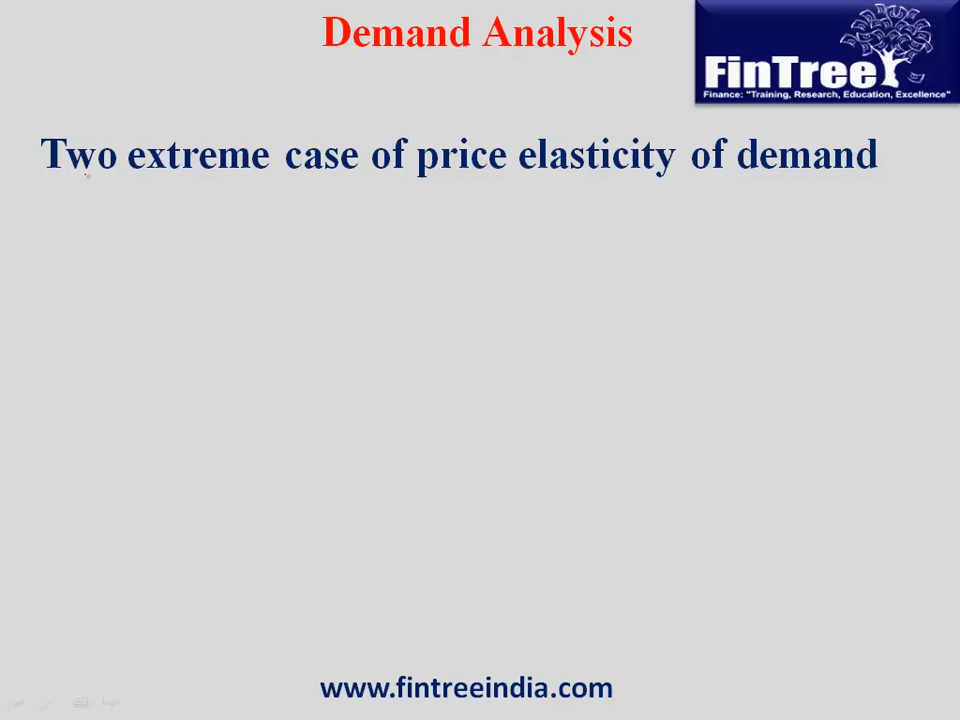 Demand Analysis
FinTree
Finance: "Training, Research, Education, Excellence"
Two extreme case of price elasticity of demand
www.fintreeindia.com